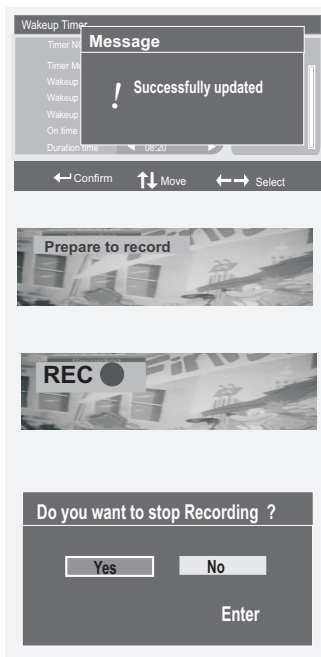 Wakeup Timer
Message
Timer NO
Timer Mo
Wakeup
Wakeup
Wakeup
! Successfully updated
On time
Duration time 08:20
Confirm Move Select
Prepare to record
REC
Do you want to stop Recording ?
Yes No
Enter